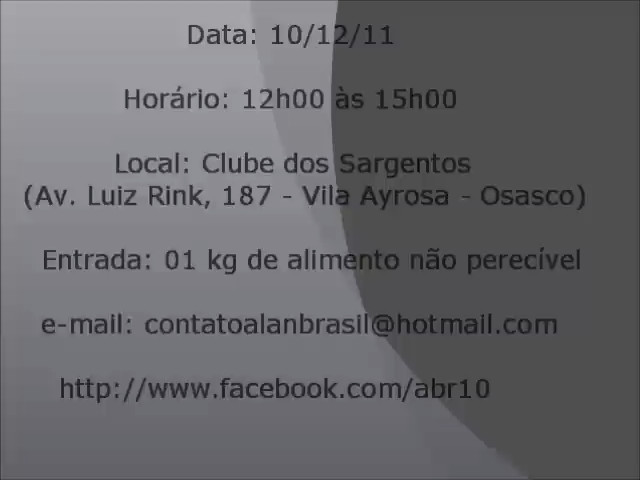 Data: 10/12/11
Horário: 12h00 às 15h00
Local: Clube dos Sargentos
(Av. Luiz Rink, 187 - Vila Ayrosa - Osasco)
Entrada: 01 kg de alimento não perecível
e-mail: contatoalanbrasil@hotmail.com
http://www.facebook.com/abr10